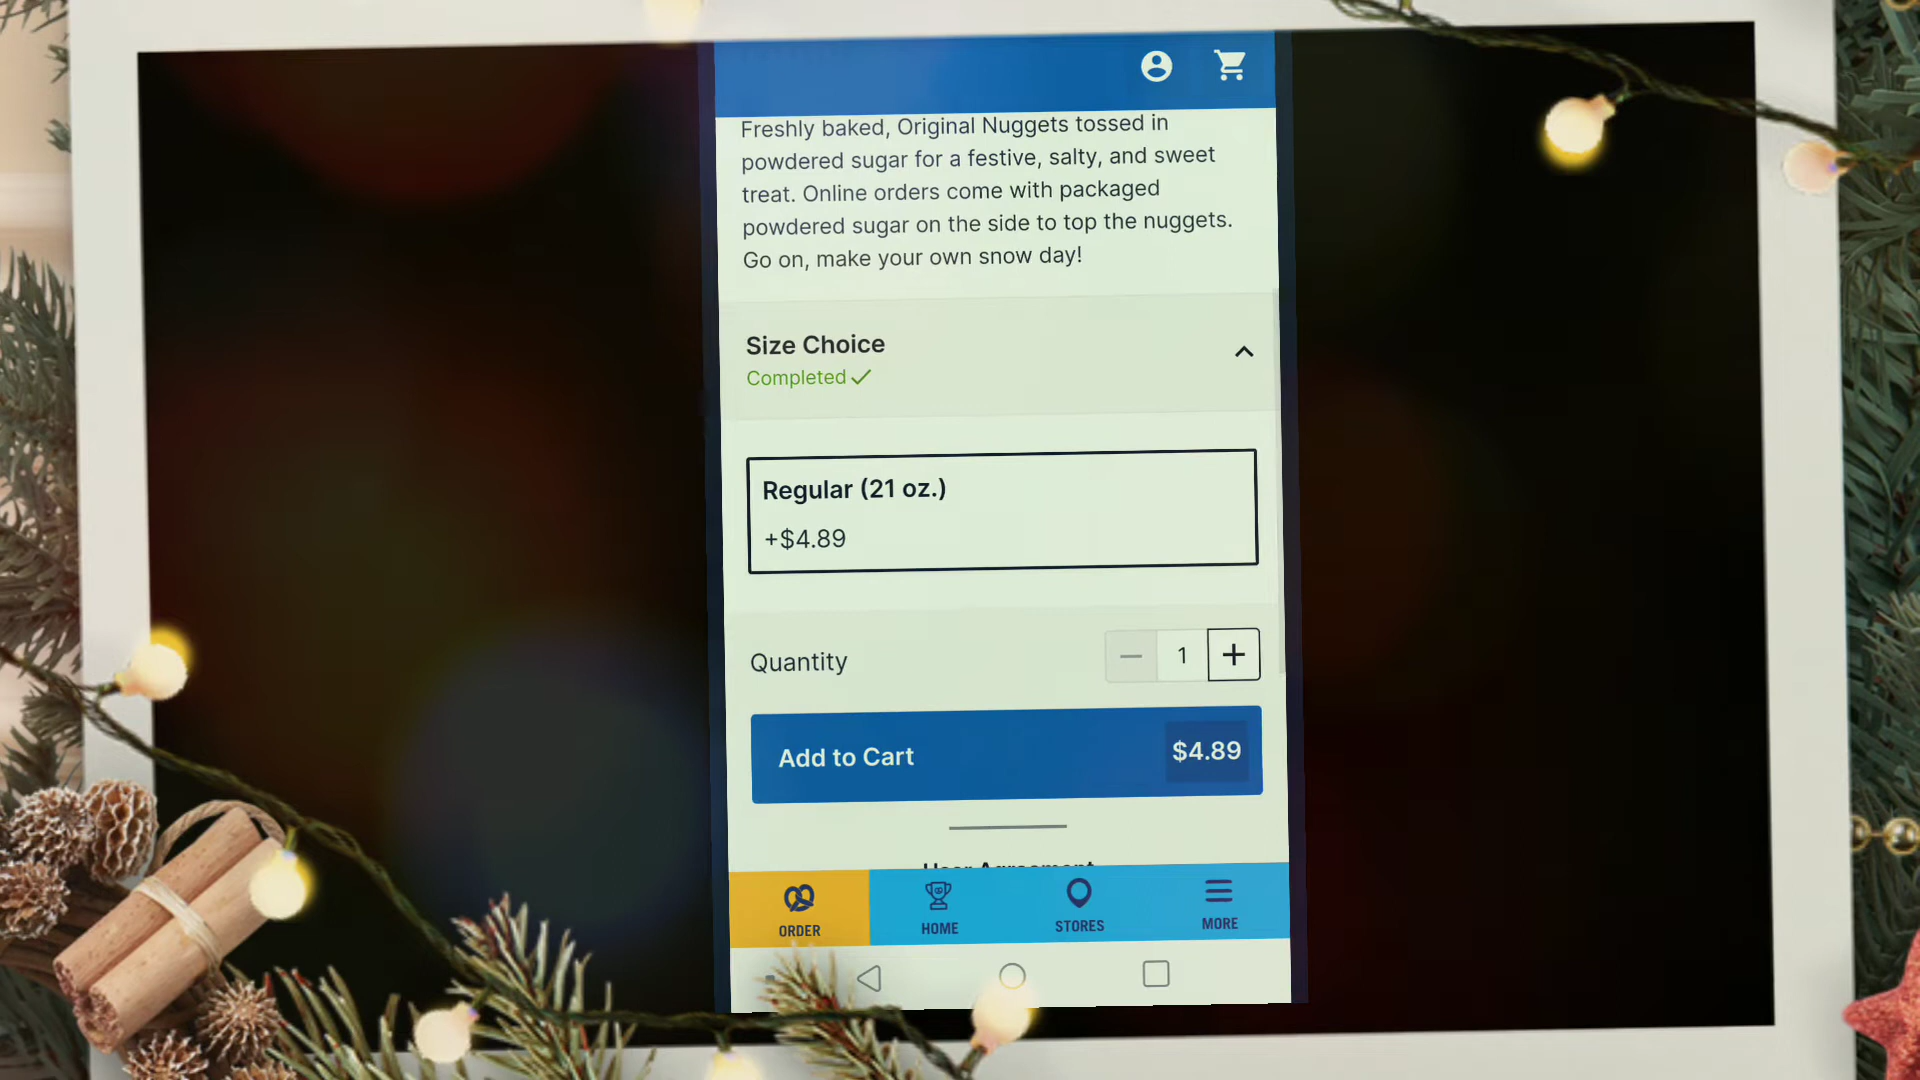 Freshly baked, Original Nuggets tossed in
powdered sugar for a festive, salty, and sweet
treat. Online orders come with packaged
powdered sugar on the side to top the nuggets.
Go on, make your own snow day!
Size Choice
Completed
Regular (21 oz.)
+$4.89
Quantity
1
Add to Cart
$4.89
User Agreement
ORDER
HOME
STORES
MORE